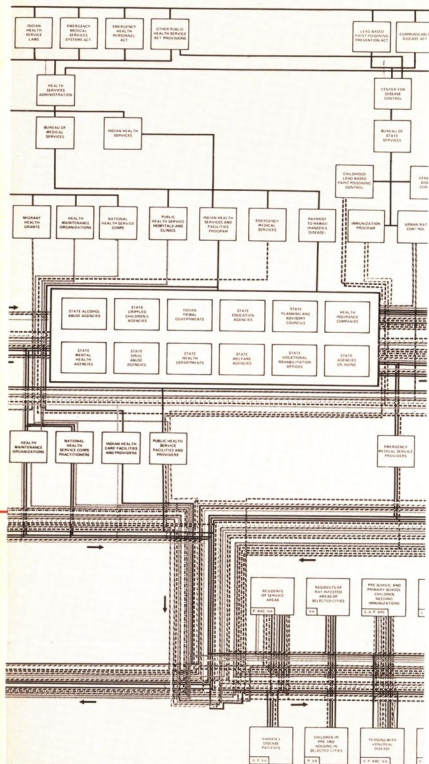 INDIAN
HEALTH
SERVICE
LAWS
EMERGENCY
MEDICAL
SERVICES
SYSTEMS ACT
EMERGENCY
HEALTH
PERSONNEL
ACT
OTHER PUBLIC
HEALTH SERVICE
ACT PROVISIONS
LEAD BASED
PAINT POISONING
PREVENTION ACT
COMMUNICABLE
DISEASE ACT
HEALTH
SERVICES
ADMINISTRATION
CENTER FOR
DISEASE
CONTROL
BUREAU OF
MEDICAL
SERVICES
INDIAN HEALTH
SERVICES
BUREAU OF
STATE
SERVICES
CHILDHOOD
LEAD BASED
PAINT POISONING
CONTROL
MIGRANT
HEALTH
GRANTS
HEALTH
MAINTENANCE
ORGANIZATIONS
NATIONAL HEALTH
SERVICE
CORPS
PUBLIC
HEALTH SERVICE
HOSPITALS AND
CLINICS
INDIAN HEALTH
SERVICES AND
FACILITIES
PROGRAM
EMERGENCY
MEDICAL
SERVICES
PAYMENT
TO HAWAII
(HANSEN'S
DISEASE)
IMMUNIZATION
PROGRAM
URBAN RAT
CONTROL
STATE ALCOHOL
ABUSE AGENCIES
STATE
CRIPPLED
CHILDREN'S
AGENCIES
INDIAN
TRIBAL
GOVERNMENTS
STATE
EDUCATION
AGENCIES
STATE
PLANNING AND
ADVISORY
COUNCILS
HEALTH
INSURANCE
COMPANIES
STATE
MENTAL
HEALTH
AGENCIES
STATE
DRUG
ABUSE
AGENCIES
STATE
HEALTH
DEPARTMENTS
STATE
WELFARE
AGENCIES
STATE
VOCATIONAL
REHABILITATION
OFFICES
STATE
AGENCIES
ON AGING
HEALTH
MAINTENANCE
ORGANIZATIONS
NATIONAL
HEALTH
SERVICE CORPS
PRACTITIONERS
INDIAN HEALTH
CARE FACILITIES
AND PROVIDERS
PUBLIC HEALTH
SERVICE
FACILITIES AND
PROVIDERS
EMERGENCY
MEDICAL SERVICE
PROVIDERS
RESIDENTS
OF SERVICE
AREAS
RESIDENTS OF
RAT-INFESTED
AREAS OF
SELECTED CITIES
PRE SCHOOL AND
PRIMARY SCHOOL
CHILDREN
NEEDING
IMMUNIZATIONS
HANSEN'S
DISEASE
PATIENTS
CHILDREN IN
PRE-1950
HOUSING IN
SELECTED CITIES
PERSONS WITH
VENEREAL
DISEASE